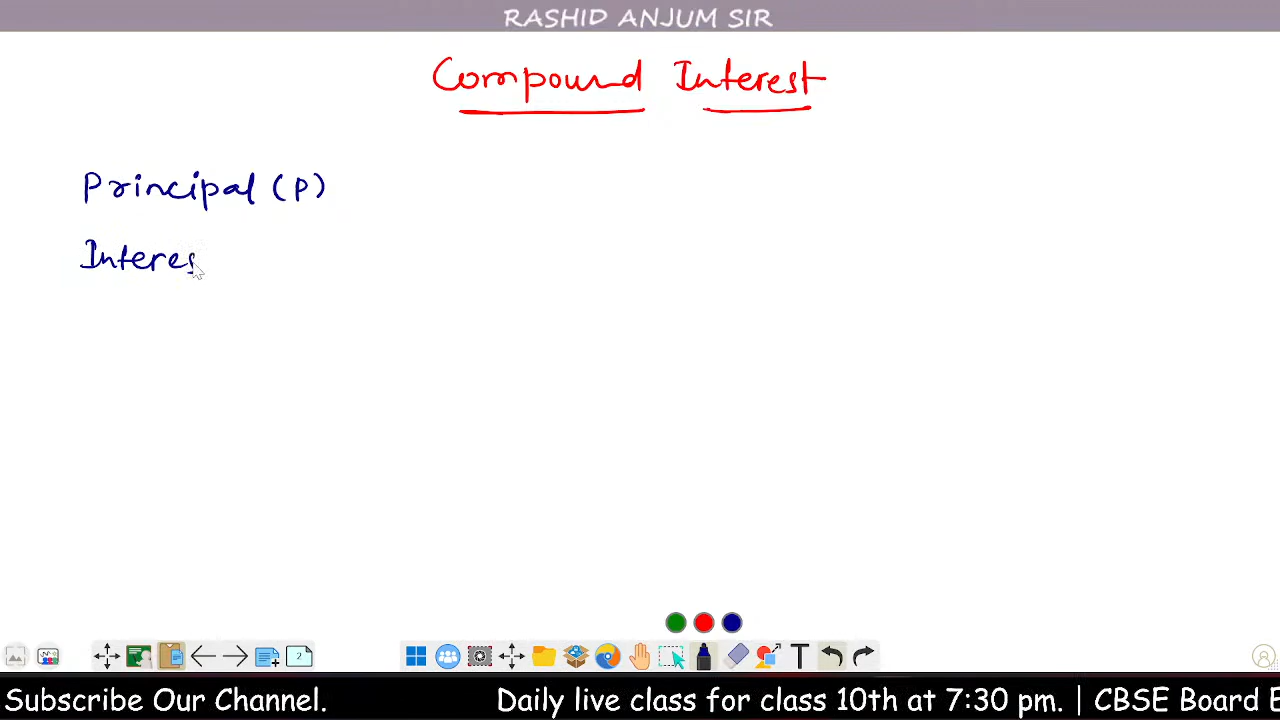 RASHID ANJUM SIR
Compound Interest
Principal (P)
Interes
7
Subscribe Our Channel. Daily live class for class 10th at 7:30 pm. | CBSE Board E